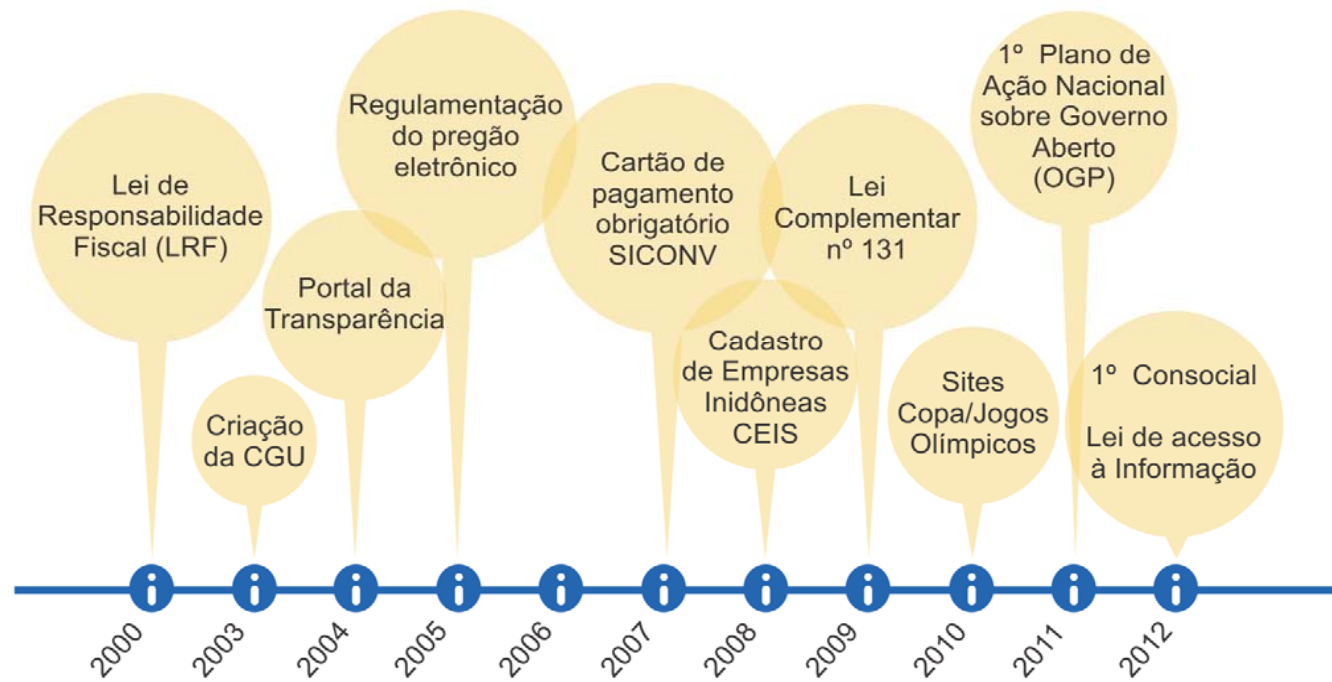 Lei de
Responsabilidade
Fiscal (LRF)
Criação
da CGU
Portal da
Transparência
Regulamentação
do pregão
eletrônico
Cartão de
pagamento
obrigatório
SICONV
Cadastro
de Empresas
Inidôneas
CEIS
Lei
Complementar
nº 131
Sites
Copa/Jogos
Olímpicos
1º Plano de
Ação Nacional
sobre Governo
Aberto
(OGP)
1º Consocial
Lei de acesso
à Informação
2000
2003
2004
2005
2006
2007
2008
2009
2010
2011
2012